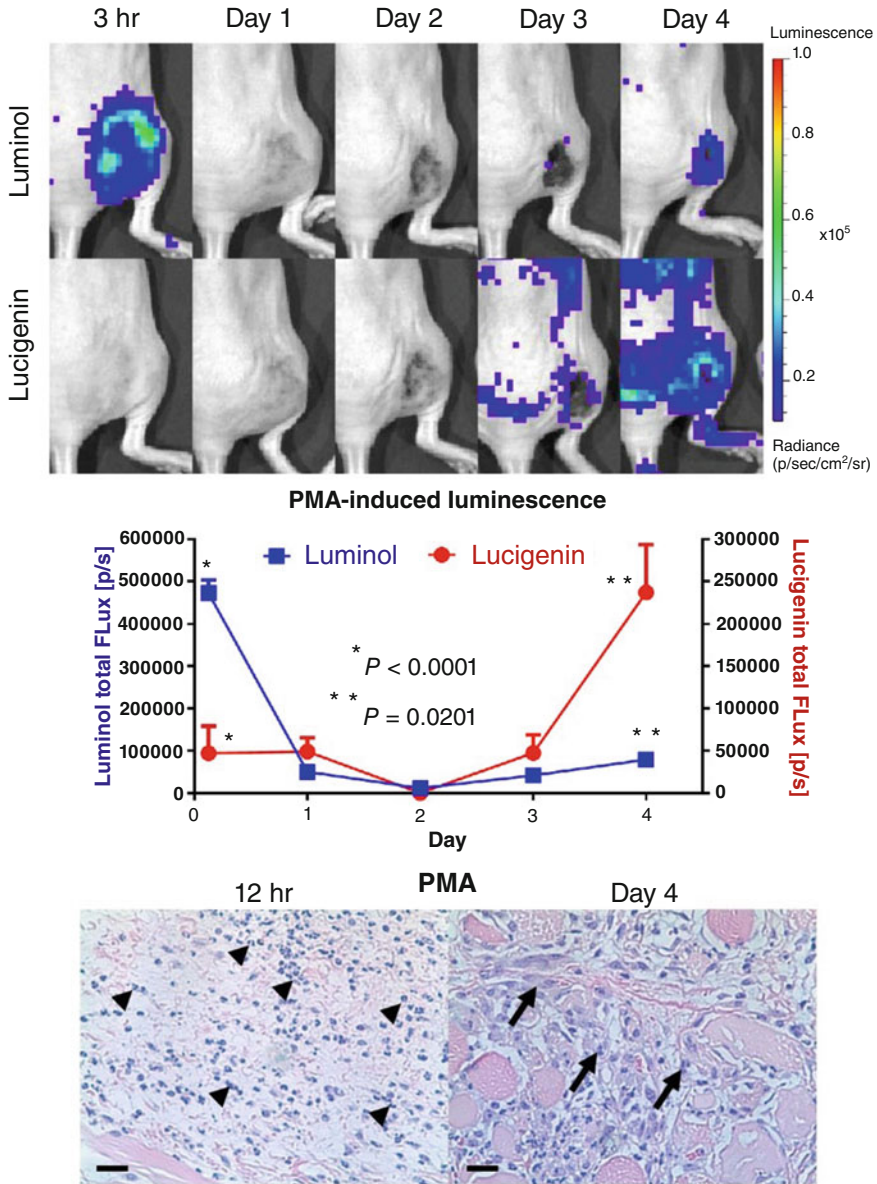 3 hr Day 1 Day 2 Day 3 Day 4
Luminescence
1.0
Luminol
0.8
0.6
x10⁵
Lucigenin
0.4
0.2
Radiance
(p/sec/cm²/sr)
PMA-induced luminescence
Luminol total FLux [p/s]
600000
500000
400000
300000
200000
100000
0
Luminol Lucigenin
*
*
* *
* *
* P < 0.0001
* * P = 0.0201
300000
250000
200000
150000
100000
50000
0
Lucigenin total FLux [p/s]
0 1 2 3 4
Day
PMA
12 hr Day 4